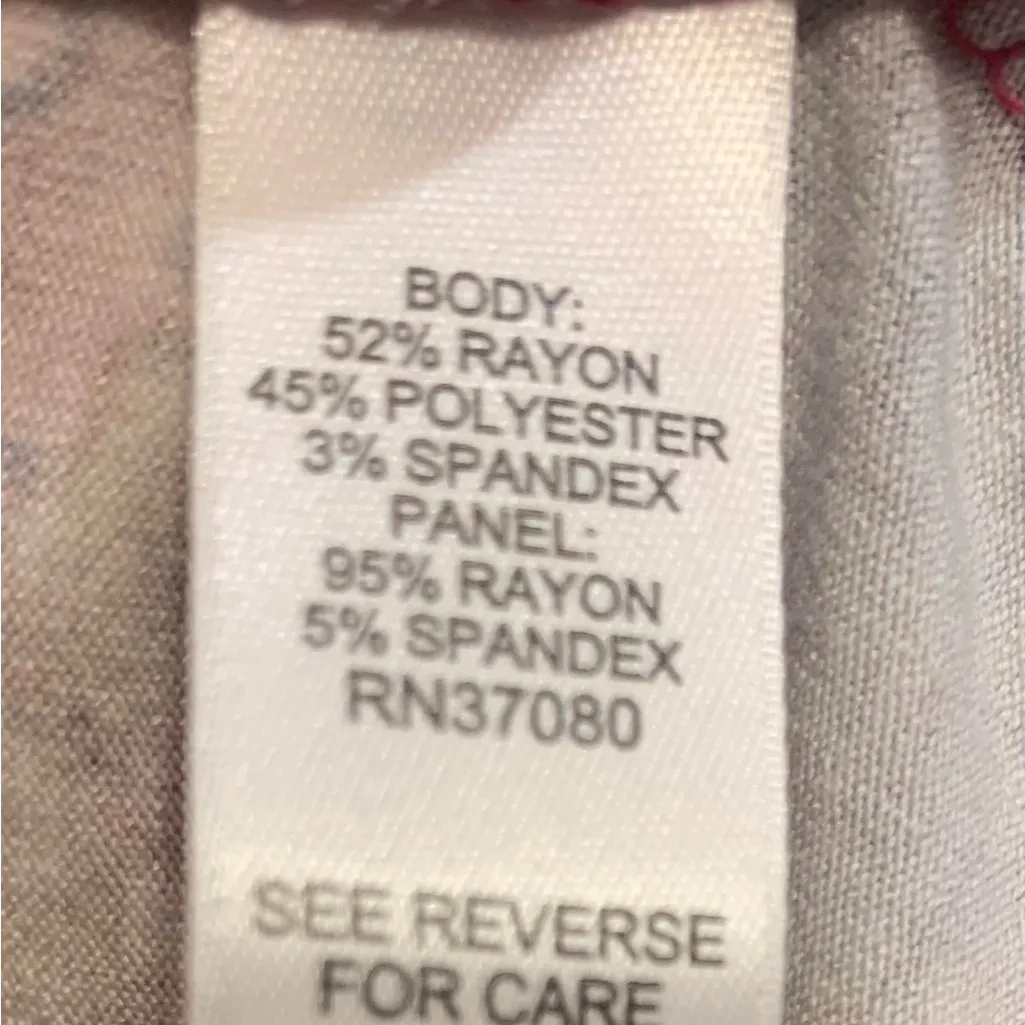 BODY:
52% RAYON
45% POLYESTER
3% SPANDEX
PANEL:
95% RAYON
5% SPANDEX
RN37080
SEE REVERSE
FOR CARE